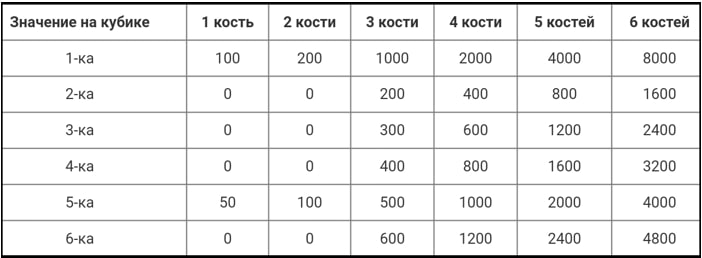 Значение на кубике 1 кость 2 кости 3 кости 4 кости 5 костей 6 костей
1-ка 100 200 1000 2000 4000 8000
2-ка 0 0 200 400 800 1600
3-ка 0 0 300 600 1200 2400
4-ка 0 0 400 800 1600 3200
5-ка 50 100 500 1000 2000 4000
6-ка 0 0 600 1200 2400 4800